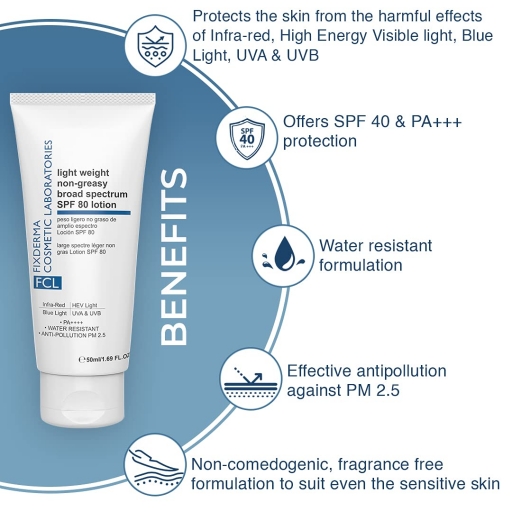 Protects the skin from the harmful effects
of Infra-red, High Energy Visible light, Blue
Light, UVA & UVB
SPF
40
PA+++
Offers SPF 40 & PA+++
protection
Water resistant
formulation
Effective antipollution
against PM 2.5
Non-comedogenic, fragrance free
formulation to suit even the sensitive skin
BENEFITS
FIXDERMA
COSMETIC LABORATORIES
FCL
light weight
non-greasy
broad spectrum
SPF 80 lotion
peso ligero no graso de
amplio espectro
Loción SPF 80
large spectre léger non
gras Lotion SPF 80
Infra-Red | HEV Light
Blue Light | UVA & UVB
• PA++++
• WATER RESISTANT
• ANTI-POLLUTION PM 2.5
℮50ml/1.69 FL.OZ